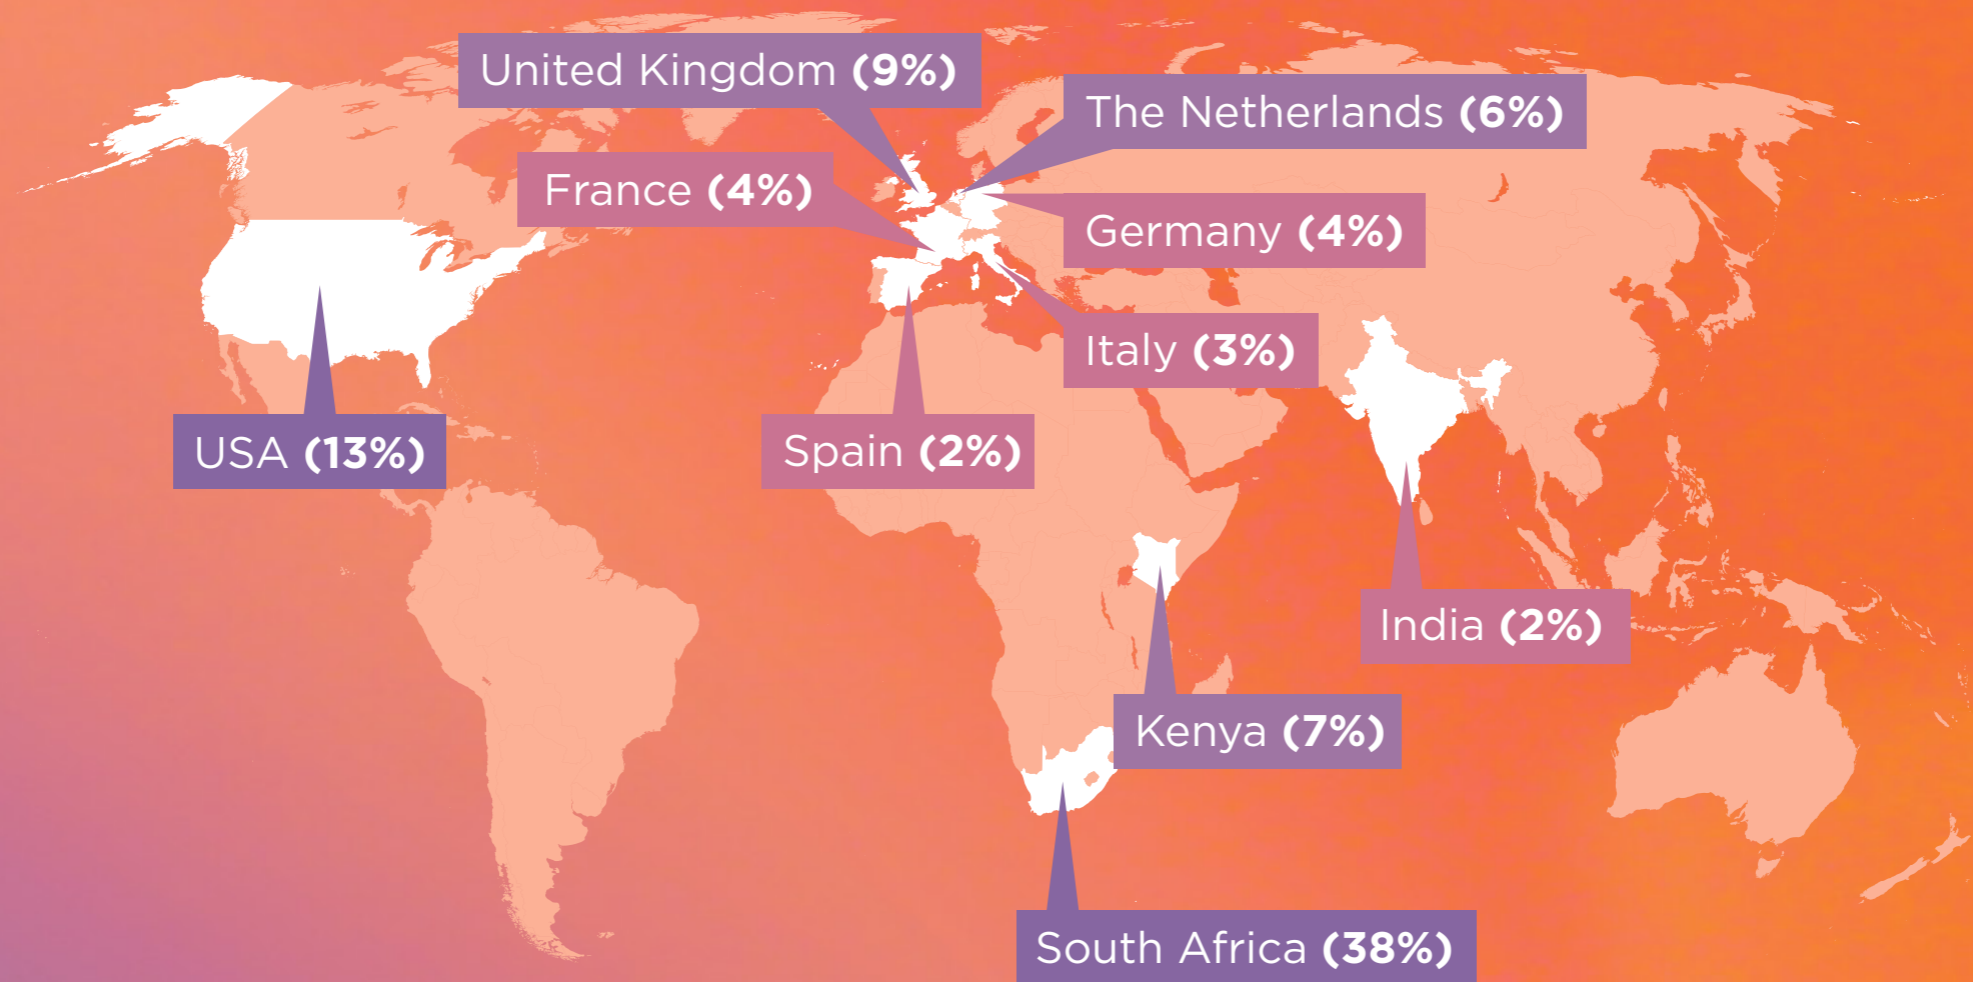 United Kingdom (9%)
The Netherlands (6%)
France (4%)
Germany (4%)
Italy (3%)
USA (13%)
Spain (2%)
India (2%)
Kenya (7%)
South Africa (38%)